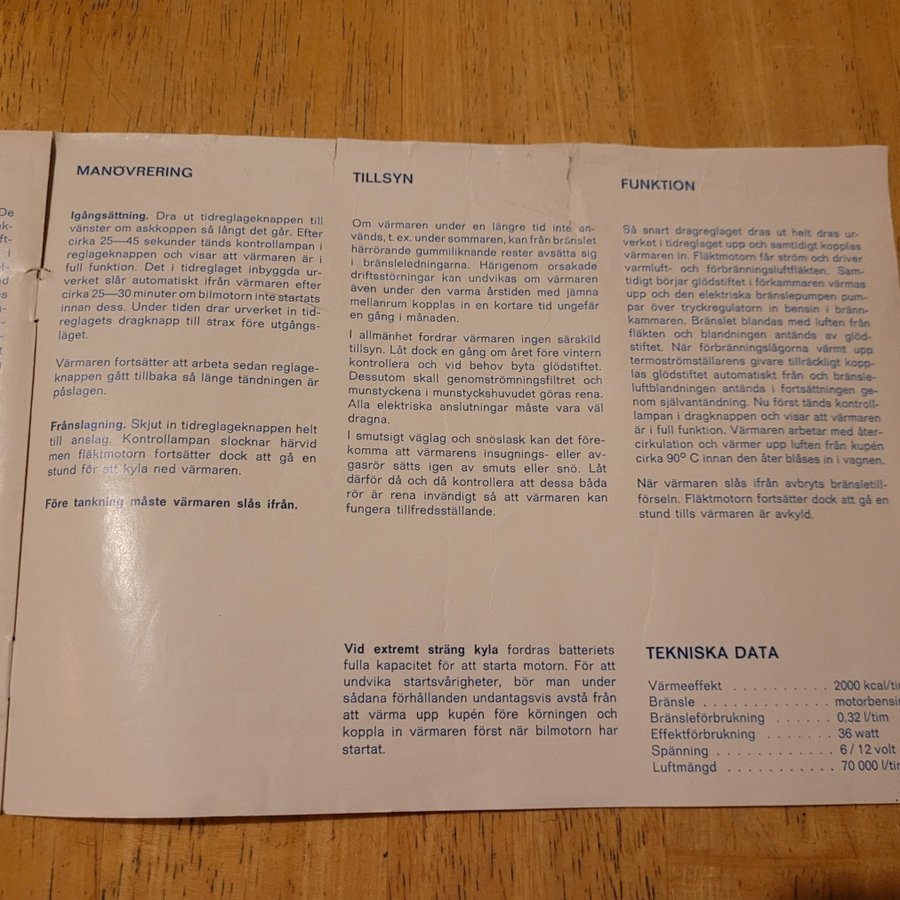 De
ek-
ft-
i
d
es
t
MANÖVRERING
Igångsättning. Dra ut tidreglageknappen till
vänster om askkoppen så långt det går. Efter
cirka 25—45 sekunder tänds kontrollampan i
reglageknappen och visar att värmaren är i
full funktion. Det i tidreglaget inbyggda ur-
verket slår automatiskt ifrån värmaren efter
cirka 25—30 minuter om bilmotorn inte startats
innan dess. Under tiden drar urverket in tid-
reglagets dragknapp till strax före utgångs-
läget.
Värmaren fortsätter att arbeta sedan reglage-
knappen gått tillbaka så länge tändningen är
påslagen.
Frånslagning. Skjut in tidreglageknappen helt
till anslag. Kontrollampan slocknar härvid
men fläktmotorn fortsätter dock att gå en
stund för att kyla ned värmaren.
Före tankning måste värmaren slås ifrån.
TILLSYN
Om värmaren under en längre tid inte an-
vänds, t. ex. under sommaren, kan från bränslet
härrörande gummiliknande rester avsätta sig
i bränsleledningarna. Härigenom orsakade
driftsstörningar kan undvikas om värmaren
även under den varma årstiden med jämna
mellanrum kopplas in en kortare tid ungefär
en gång i månaden.
I allmänhet fordrar värmaren ingen särskild
tillsyn. Låt dock en gång om året före vintern
kontrollera och vid behov byta glödstiftet.
Dessutom skall genomströmningsfiltret och
munstyckena i munstyckshuvudet göras rena.
Alla elektriska anslutningar måste vara väl
dragna.
I smutsigt väglag och snöslask kan det före-
komma att värmarens insugnings- eller av-
gasrör sätts igen av smuts eller snö. Låt
därför då och då kontrollera att dessa båda
rör är rena invändigt så att värmaren kan
fungera tillfredsställande.
Vid extremt sträng kyla fordras batteriets
fulla kapacitet för att starta motorn. För att
undvika startsvårigheter, bör man under
sådana förhållanden undantagsvis avstå från
att värma upp kupén före körningen och
koppla in värmaren först när bilmotorn har
startat.
FUNKTION
Så snart dragreglaget dras ut helt dras ur-
verket i tidreglaget upp och samtidigt kopplas
värmaren in. Fläktmotorn får ström och driver
varmluft- och förbränningsluftfläkten. Sam-
tidigt börjar glödstiftet i förkammaren värmas
upp och den elektriska bränslepumpen pum-
par över tryckregulatorn in bensin i bränn-
kammaren. Bränslet blandas med luften från
fläkten och blandningen antänds av glöd-
stiftet. När förbränningslågorna värmt upp
termoströmställarens givare tillräckligt kopp-
las glödstiftet automatiskt från och bränsle-
luftblandningen antänds i fortsättningen ge-
nom självantändning. Nu först tänds kontroll-
lampan i dragknappen och visar att värmaren
är i full funktion. Värmaren arbetar med åter-
cirkulation och värmer upp luften från kupén
cirka 90° C innan den åter blåses in i vagnen.
När värmaren slås ifrån avbryts bränsletill-
förseln. Fläktmotorn fortsätter dock att gå en
stund tills värmaren är avkyld.
TEKNISKA DATA
Värmeeffekt . . . . . . . . . . 2000 kcal/tim
Bränsle . . . . . . . . . . . . . motorbensin
Bränsleförbrukning . . . . . . 0,32 l/tim
Effektförbrukning . . . . . . . 36 watt
Spänning . . . . . . . . . . . . 6 / 12 volt
Luftmängd . . . . . . . . . . . 70 000 l/tim